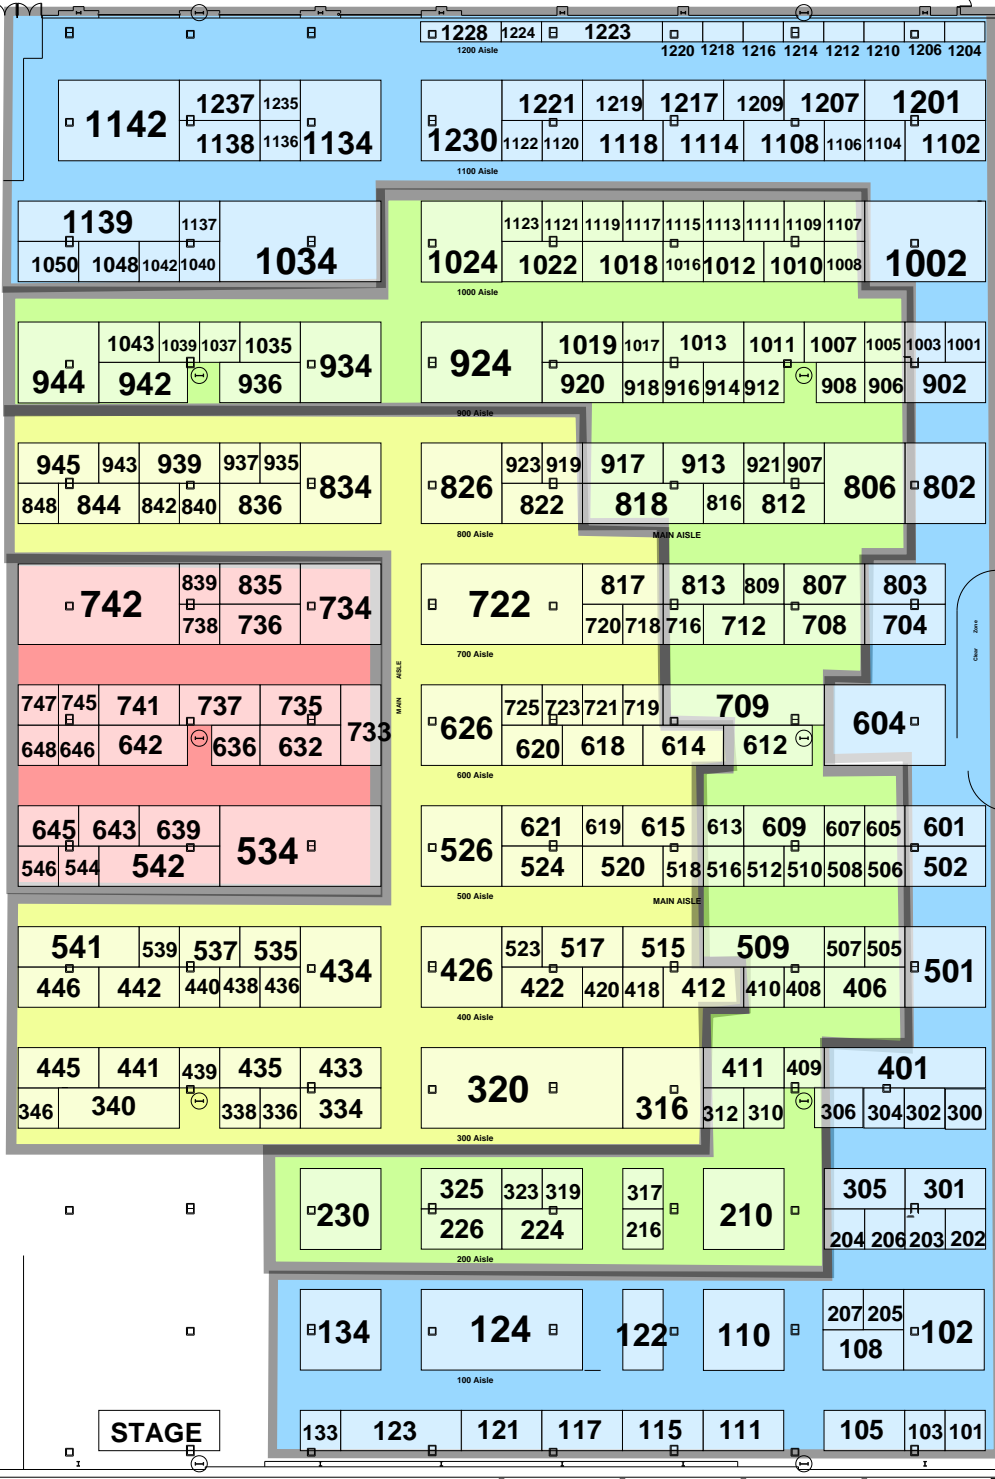 1228 1224 1223
1220 1218 1216 1214 1212 1210 1206 1204
1200 Aisle
1142 1237 1235 1134 1230 1221 1219 1217 1209 1207 1201
1138 1136 1122 1120 1118 1114 1108 1106 1104 1102
1100 Aisle
1139 1137 1034 1024 1123 1121 1119 1117 1115 1113 1111 1109 1107 1002
1050 1048 1042 1040 1022 1018 1016 1012 1010 1008
1000 Aisle
944 1043 1039 1037 1035 934 924 1019 1017 1013 1011 1007 1005 1003 1001
942 936 920 918 916 914 912 908 906 902
900 Aisle
945 943 939 937 935 834 826 923 919 917 913 921 907 806 802
848 844 842 840 836 822 818 816 812
800 Aisle MAIN AISLE
742 839 835 734 722 817 813 809 807 803
738 736 720 718 716 712 708 704
700 Aisle
MAIN AISLE
Clear Zone
747 745 741 737 735 733 626 725 723 721 719 709 604
648 646 642 636 632 620 618 614 612
600 Aisle
645 643 639 534 526 621 619 615 613 609 607 605 601
546 544 542 524 520 518 516 512 510 508 506 502
500 Aisle MAIN AISLE
541 539 537 535 434 426 523 517 515 509 507 505 501
446 442 440 438 436 422 420 418 412 410 408 406
400 Aisle
445 441 439 435 433 320 316 411 409 401
346 340 338 336 334 312 310 306 304 302 300
300 Aisle
230 325 323 319 317 210 305 301
226 224 216 204 206 203 202
200 Aisle
134 124 122 110 207 205 102
108
100 Aisle
STAGE 133 123 121 117 115 111 105 103 101